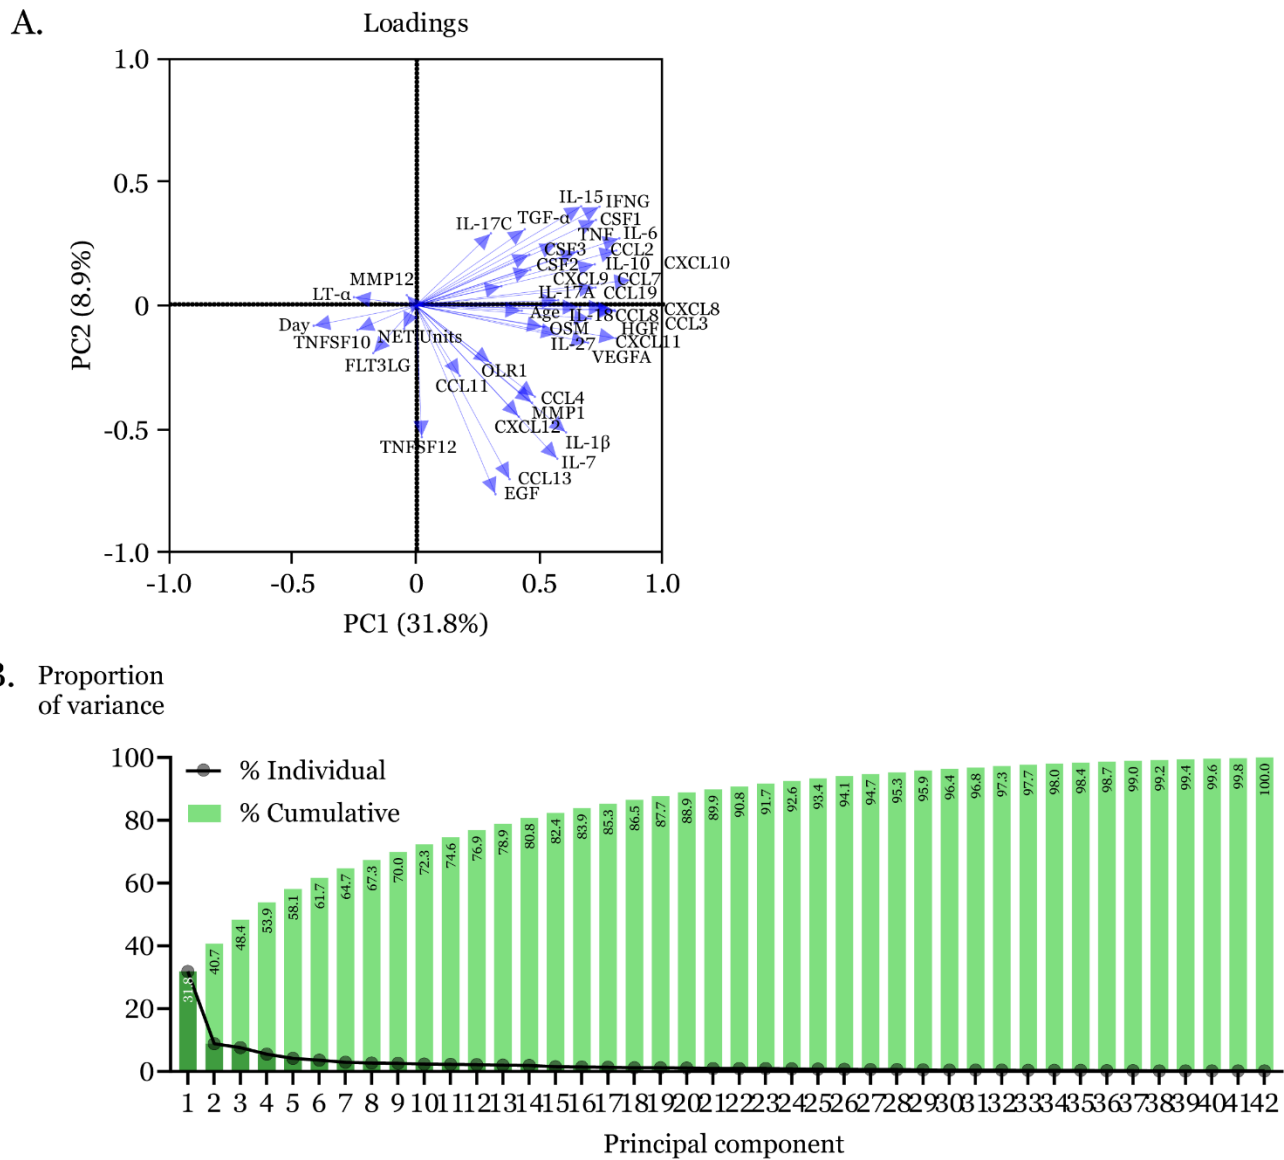 A.
Loadings
1.0
0.5
0
-0.5
-1.0
PC2 (8.9%)
IL-15 IFNG
IL-17C TGF-α CSF1
TNF IL-6
CSF3 CCL2
CSF2 IL-10 CXCL10
MMP12 CXCL9 CCL7
LT-α IL-17A CCL19
Age IL-18 CCL8 CXCL8
Day OSM HGF CCL3
TNFSF10 NET Units IL-27 CXCL11
FLT3LG VEGFA
OLR1
CCL11
CCL4
MMP1
CXCL12
TNFSF12 IL-1β
IL-7
CCL13
EGF
-1.0 -0.5 0 0.5 1.0
PC1 (31.8%)
B. Proportion
of variance
100
80
60
40
20
0
% Individual
% Cumulative
31.8 40.7 48.4 53.9 58.1 61.7 64.7 67.3 70.0 72.3 74.6 76.9 78.9 80.8 82.4 83.9 85.3 86.5 87.7 88.9 89.9 90.8 91.7 92.6 93.4 94.1 94.7 95.3 95.9 96.4 96.8 97.3 97.7 98.0 98.4 98.7 99.0 99.2 99.4 99.6 99.8 100.0
1 2 3 4 5 6 7 8 9 10 11 12 13 14 15 16 17 18 19 20 21 22 23 24 25 26 27 28 29 30 31 32 33 34 35 36 37 38 39 40 41 42
Principal component